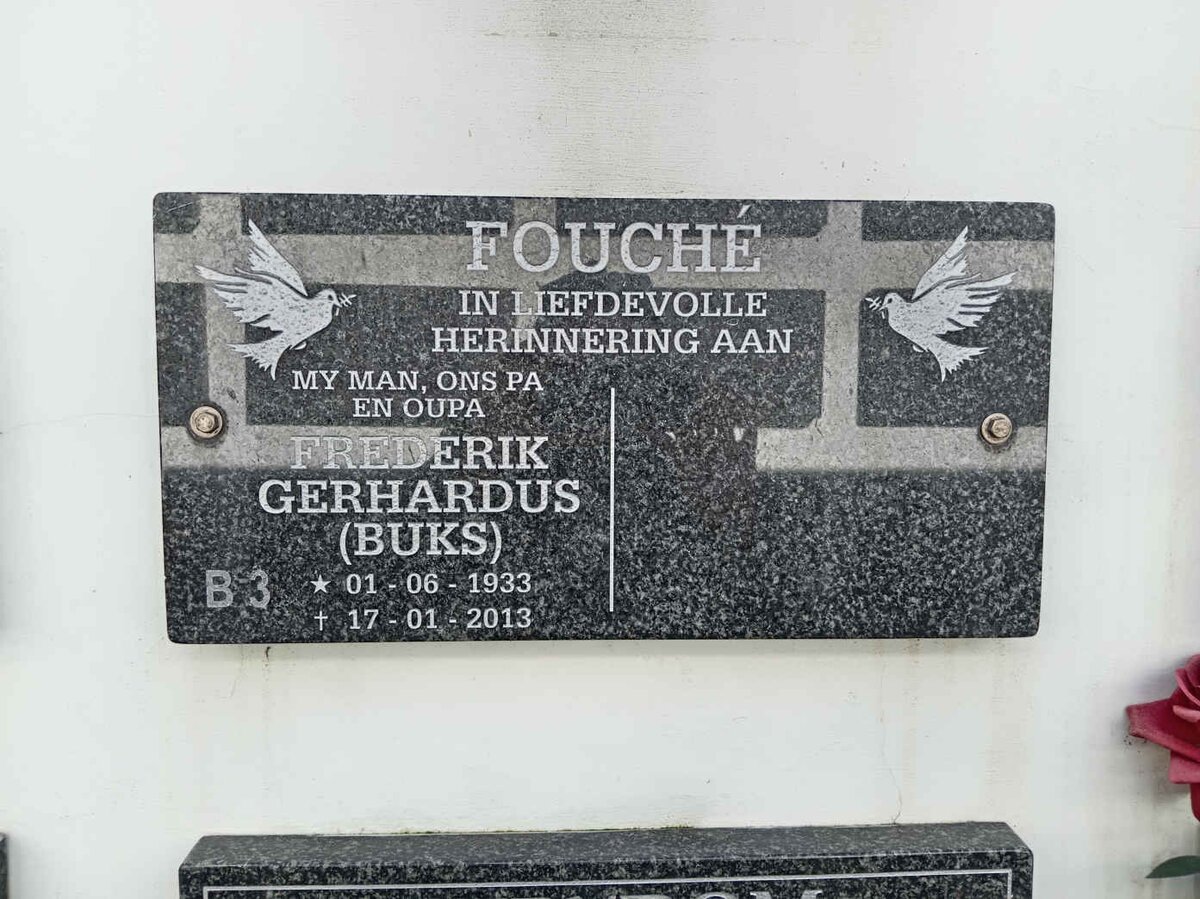 FOUCHÉ
IN LIEFDEVOLLE
HERINNERING AAN
MY MAN, ONS PA
EN OUPA
FREDERIK
GERHARDUS
(BUKS)
★ 01 - 06 - 1933
† 17 - 01 - 2013
B 3